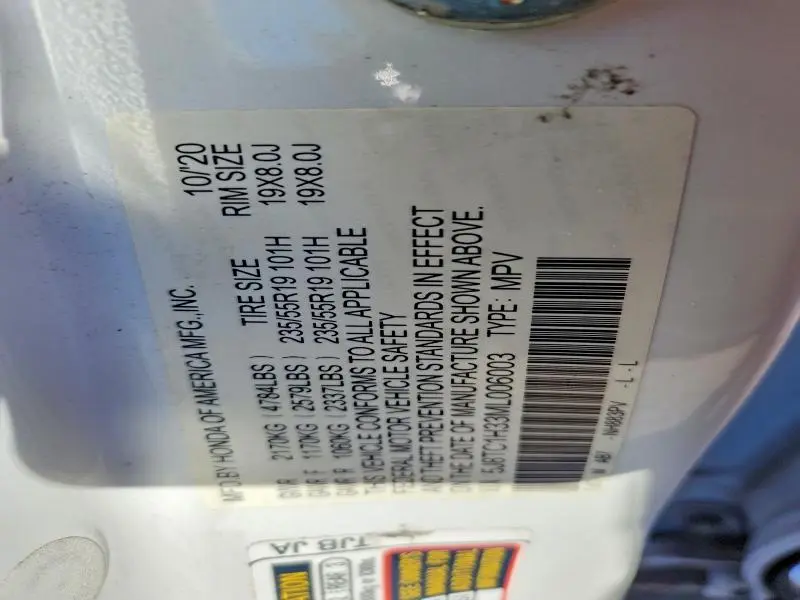 MFD BY HONDA OF AMERICA MFG.,INC. 10/'20
TIRE SIZE RIM SIZE
GVWR 2170KG ( 4784LBS )
GAWR F 1170KG ( 2579LBS ) 235/55R19 101H 19X8.0J
GAWR R 1060KG ( 2337LBS ) 235/55R19 101H 19X8.0J
THIS VEHICLE CONFORMS TO ALL APPLICABLE
FEDERAL MOTOR VEHICLE SAFETY
AND THEFT PREVENTION STANDARDS IN EFFECT
ON THE DATE OF MANUFACTURE SHOWN ABOVE.
5J8TC1H33ML006003 TYPE: MPV
-NH883PV -L -L
TJB JA